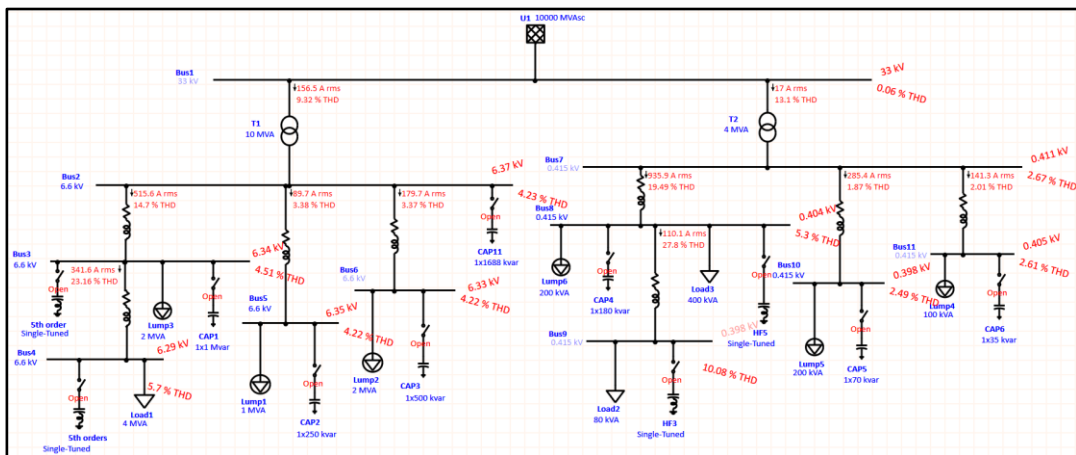 U1 10000 MVAsc
Bus1
33 kV
33 kV
0.06 % THD
156.5 A rms
9.32 % THD
17 A rms
13.1 % THD
T1
10 MVA
T2
4 MVA
Bus2
6.6 kV
6.37 kV
4.23 % THD
515.6 A rms
14.7 % THD
89.7 A rms
3.38 % THD
179.7 A rms
3.37 % THD
Open
CAP11
1x1688 kvar
Bus3
6.6 kV
6.34 kV
4.51 % THD
341.6 A rms
23.16 % THD
Open
5th order
Single-Tuned
Lump3
2 MVA
Open
CAP1
1x1 Mvar
Bus4
6.6 kV
6.29 kV
5.7 % THD
Open
5th orders
Single-Tuned
Load1
4 MVA
Bus5
6.6 kV
6.35 kV
4.22 % THD
Lump1
1 MVA
Open
CAP2
1x250 kvar
Bus6
6.6 kV
6.33 kV
4.22 % THD
Lump2
2 MVA
Open
CAP3
1x500 kvar
Bus7
0.415 kV
0.411 kV
2.67 % THD
935.9 A rms
19.49 % THD
285.4 A rms
1.87 % THD
141.3 A rms
2.01 % THD
Bus8
0.415 kV
0.404 kV
5.3 % THD
110.1 A rms
27.8 % THD
Lump6
200 kVA
Open
CAP4
1x180 kvar
Load3
400 kVA
Open
HF5
Single-Tuned
Bus9
0.415 kV
0.398 kV
10.08 % THD
Load2
80 kVA
Open
HF3
Single-Tuned
Bus10
0.415 kV
0.398 kV
2.49 % THD
Lump5
200 kVA
Open
CAP5
1x70 kvar
Bus11
0.415 kV
0.405 kV
2.61 % THD
Lump4
100 kVA
Open
CAP6
1x35 kvar